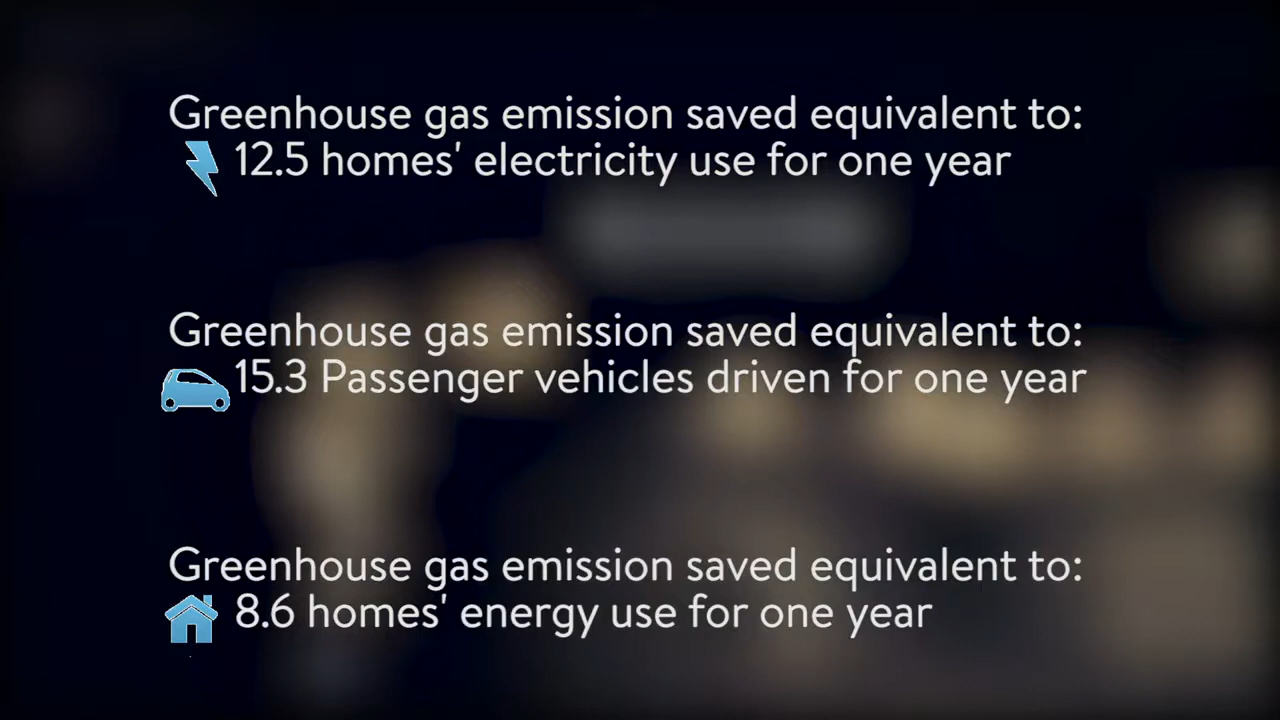 Greenhouse gas emission saved equivalent to:
12.5 homes' electricity use for one year
Greenhouse gas emission saved equivalent to:
15.3 Passenger vehicles driven for one year
Greenhouse gas emission saved equivalent to:
8.6 homes' energy use for one year